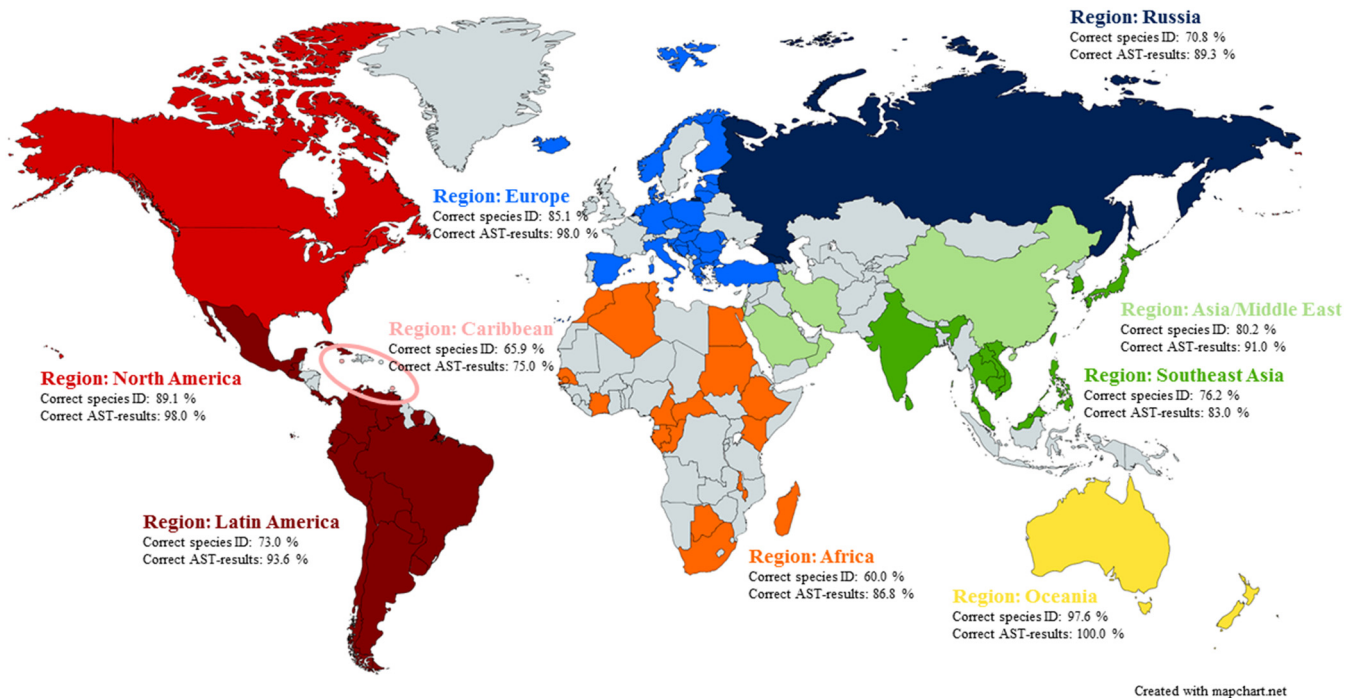 Region: Russia
Correct species ID: 70.8 %
Correct AST-results: 89.3 %
Region: Europe
Correct species ID: 85.1 %
Correct AST-results: 98.0 %
Region: Caribbean
Correct species ID: 65.9 %
Correct AST-results: 75.0 %
Region: Asia/Middle East
Correct species ID: 80.2 %
Correct AST-results: 91.0 %
Region: North America
Correct species ID: 89.1 %
Correct AST-results: 98.0 %
Region: Southeast Asia
Correct species ID: 76.2 %
Correct AST-results: 83.0 %
Region: Latin America
Correct species ID: 73.0 %
Correct AST-results: 93.6 %
Region: Africa
Correct species ID: 60.0 %
Correct AST-results: 86.8 %
Region: Oceania
Correct species ID: 97.6 %
Correct AST-results: 100.0 %
Created with mapchart.net